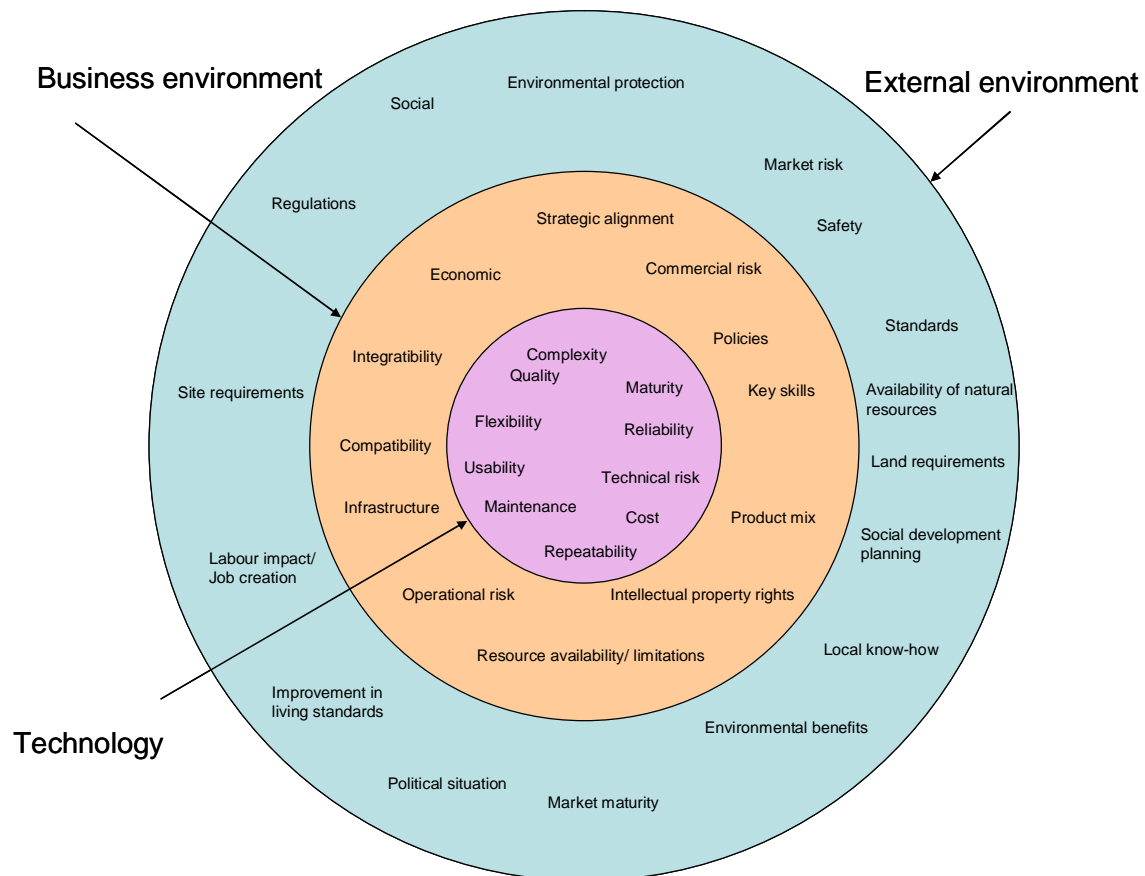 Business environment
Environmental protection
External environment
Social
Market risk
Regulations
Strategic alignment
Safety
Economic
Commercial risk
Standards
Policies
Integratibility
Complexity
Quality
Maturity
Key skills
Site requirements
Availability of natural
resources
Flexibility
Reliability
Compatibility
Land requirements
Usability
Technical risk
Infrastructure
Maintenance
Cost
Product mix
Social development
planning
Repeatability
Labour impact/
Job creation
Operational risk
Intellectual property rights
Resource availability/ limitations
Local know-how
Improvement in
living standards
Environmental benefits
Technology
Political situation
Market maturity